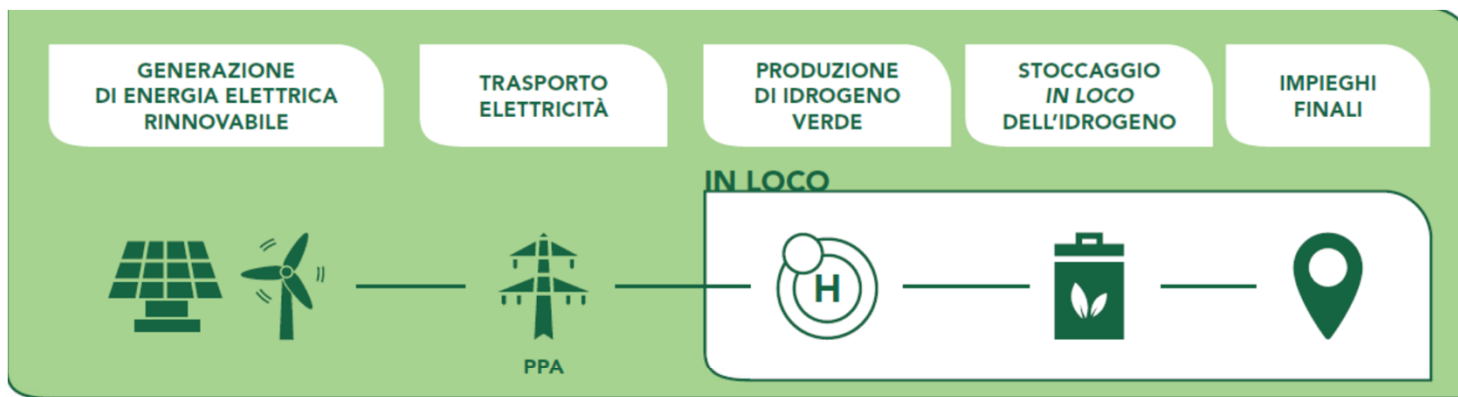 GENERAZIONE
DI ENERGIA ELETTRICA
RINNOVABILE
TRASPORTO
ELETTRICITÀ
PRODUZIONE
DI IDROGENO
VERDE
STOCCAGGIO
IN LOCO
DELL'IDROGENO
IMPIEGHI
FINALI
IN LOCO
H
PPA